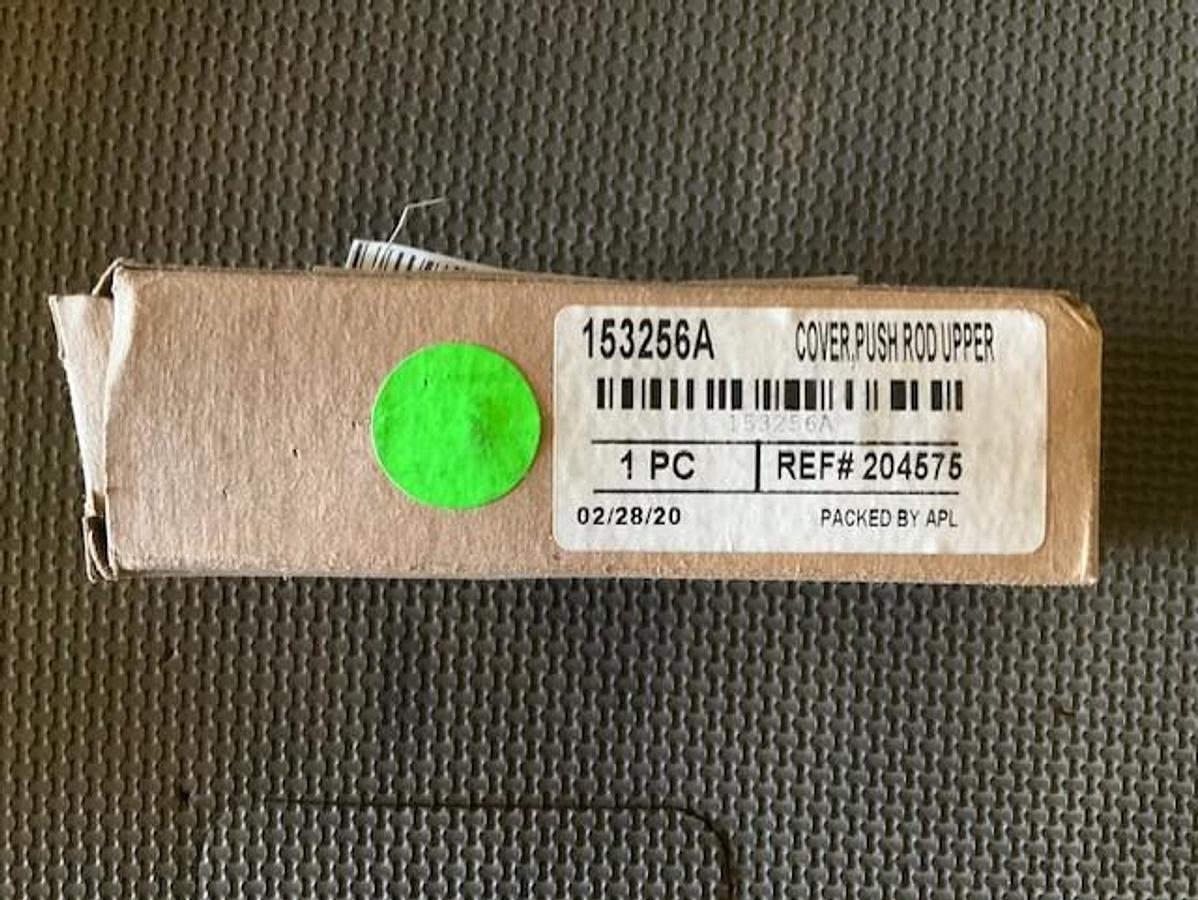 153256A COVER,PUSH ROD UPPER
153256A
1 PC REF# 204575
02/28/20 PACKED BY APL